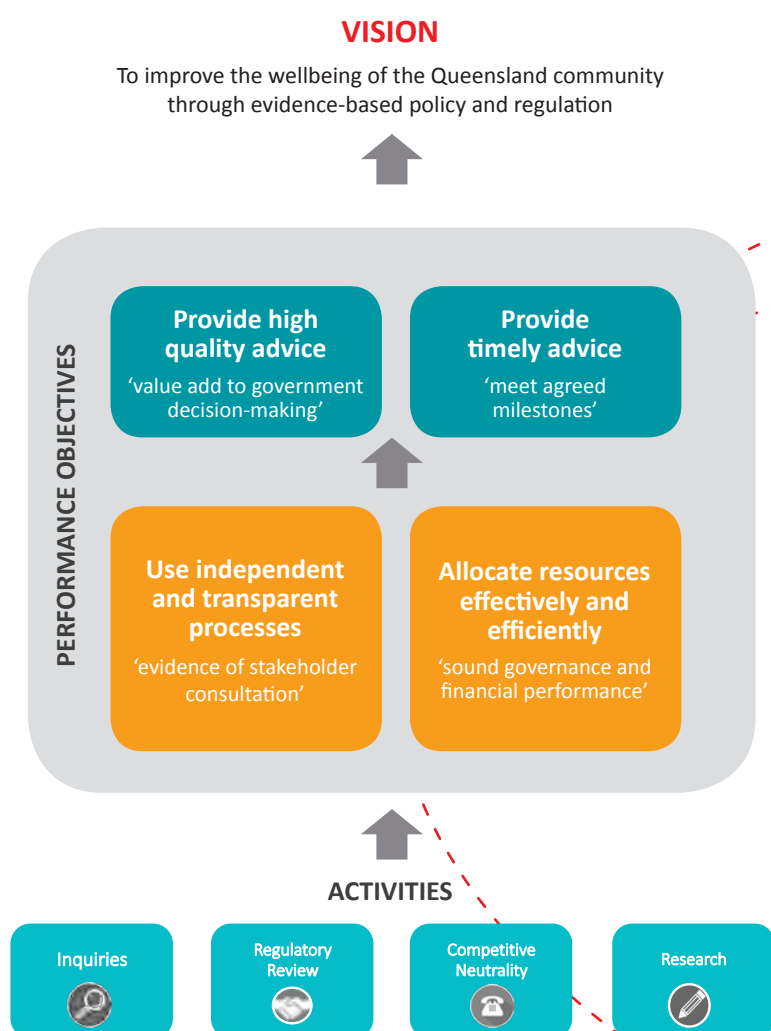 VISION
To improve the wellbeing of the Queensland community
through evidence-based policy and regulation
PERFORMANCE OBJECTIVES
Provide high
quality advice
‘value add to government
decision-making’
Provide
timely advice
‘meet agreed
milestones’
Use independent
and transparent
processes
‘evidence of stakeholder
consultation’
Allocate resources
effectively and
efficiently
‘sound governance and
financial performance’
ACTIVITIES
Inquiries
Regulatory
Review
Competitive
Neutrality
Research